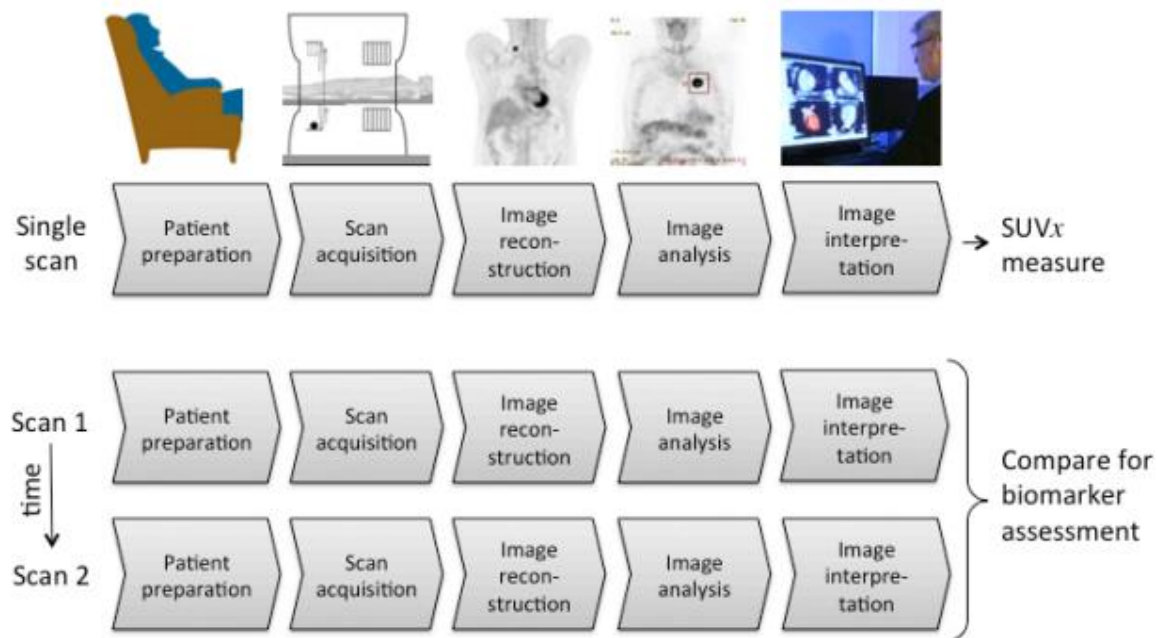 Single
scan
Patient
preparation
Scan
acquisition
Image
recon-
struction
Image
analysis
Image
interpre-
tation
SUVx
measure
Scan 1
Patient
preparation
Scan
acquisition
Image
recon-
struction
Image
analysis
Image
interpre-
tation
time
Compare for
biomarker
assessment
Scan 2
Patient
preparation
Scan
acquisition
Image
recon-
struction
Image
analysis
Image
interpre-
tation